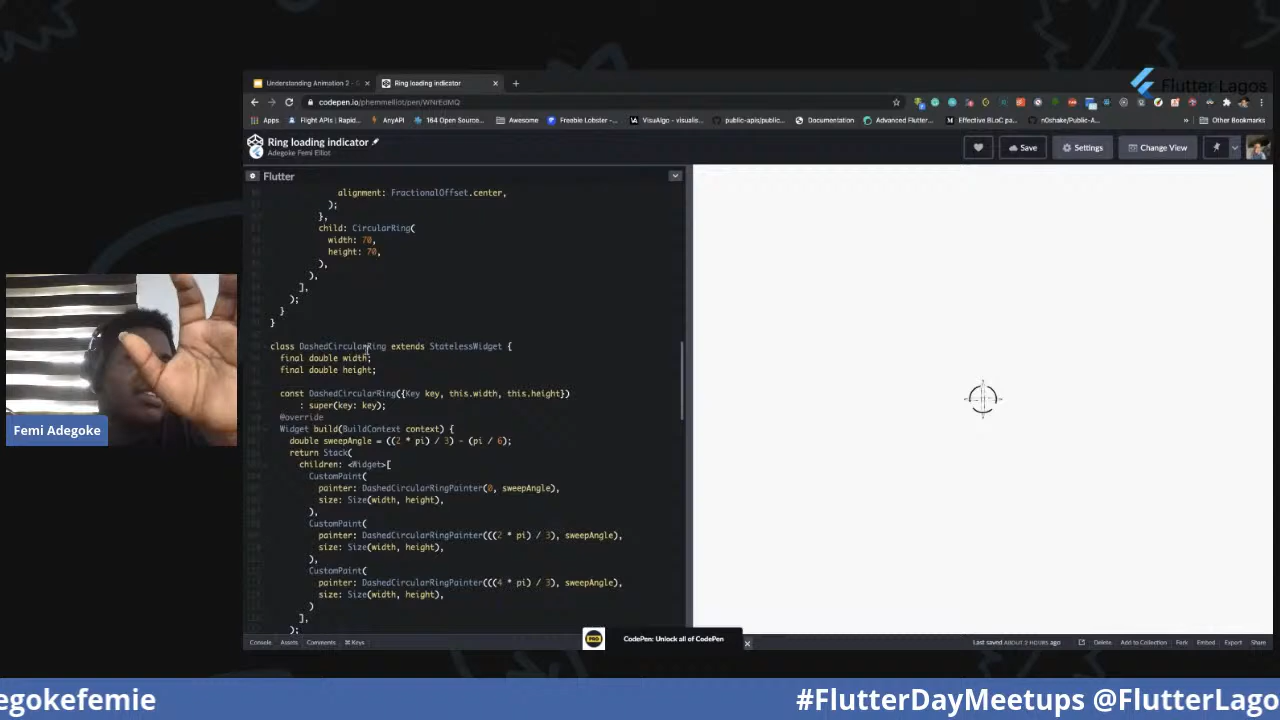 Understanding Animation 2 -
Ring loading indicator
Flutter Lagos
codepen.io/phemmelliot/pen/WNrEdMQ
Apps
Flight APIs | Rapid...
AnyAPI
164 Open Source...
Awesome
Freebie Lobster -...
VisuAlgo - visualis...
public-apis/public...
Documentation
Advanced Flutter...
Effective BLoC pa...
n0shake/Public-A...
Other Bookmarks
Ring loading indicator
Adegoke Femi Elliot
Save
Settings
Change View
Flutter
alignment: FractionalOffset.center,
);
},
child: CircularRing(
width: 70,
height: 70,
),
),
],
);
}
}
class DashedCircularRing extends StatelessWidget {
final double width;
final double height;
const DashedCircularRing({Key key, this.width, this.height})
: super(key: key);
@override
Widget build(BuildContext context) {
double sweepAngle = ((2 * pi) / 3) - (pi / 6);
return Stack(
children: <Widget>[
CustomPaint(
painter: DashedCircularRingPainter(0, sweepAngle),
size: Size(width, height),
),
CustomPaint(
painter: DashedCircularRingPainter(((2 * pi) / 3), sweepAngle),
size: Size(width, height),
),
CustomPaint(
painter: DashedCircularRingPainter(((4 * pi) / 3), sweepAngle),
size: Size(width, height),
)
],
);
Femi Adegoke
Console
Assets
Comments
⌘ Keys
PRO
CodePen: Unlock all of CodePen
Last saved ABOUT 2 HOURS ago
Delete
Add to Collection
Fork
Embed
Export
Share
egokefemie
#FlutterDayMeetups @FlutterLago